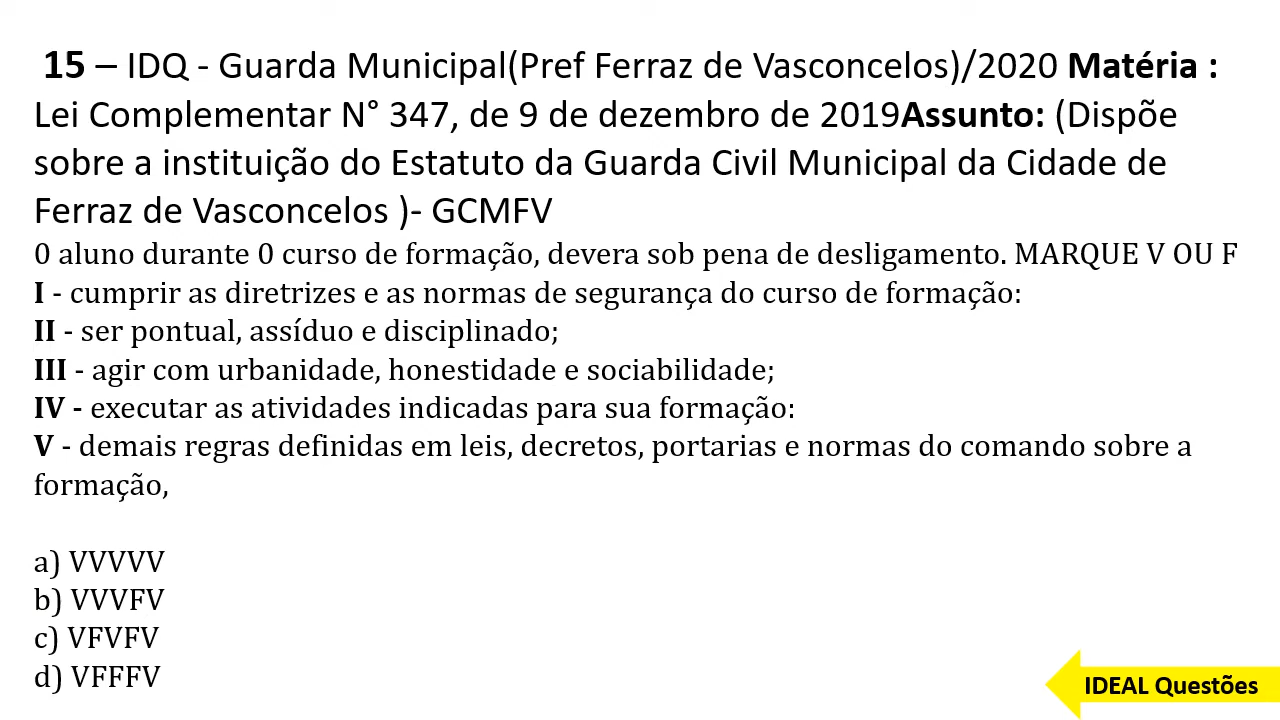 15 – IDQ - Guarda Municipal(Pref Ferraz de Vasconcelos)/2020 Matéria :
Lei Complementar N° 347, de 9 de dezembro de 2019Assunto: (Dispõe
sobre a instituição do Estatuto da Guarda Civil Municipal da Cidade de
Ferraz de Vasconcelos )- GCMFV
0 aluno durante 0 curso de formação, devera sob pena de desligamento. MARQUE V OU F
I - cumprir as diretrizes e as normas de segurança do curso de formação:
II - ser pontual, assíduo e disciplinado;
III - agir com urbanidade, honestidade e sociabilidade;
IV - executar as atividades indicadas para sua formação:
V - demais regras definidas em leis, decretos, portarias e normas do comando sobre a
formação,
a) VVVVV
b) VVVFV
c) VFVFV
d) VFFFV
IDEAL Questões